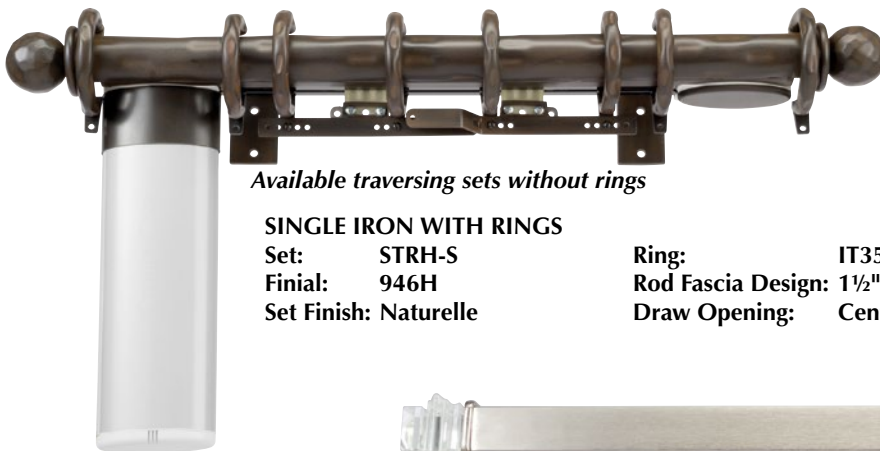 Available traversing sets without rings
SINGLE IRON WITH RINGS
Set: STRH-S Ring: IT35
Finial: 946H Rod Fascia Design: 1½"
Set Finish: Naturelle Draw Opening: Cen